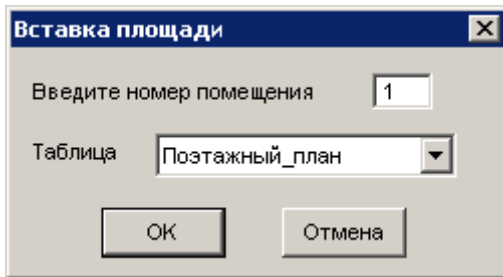 Вставка площади
Введите номер помещения 1
Таблица Поэтажный_план
OK Отмена